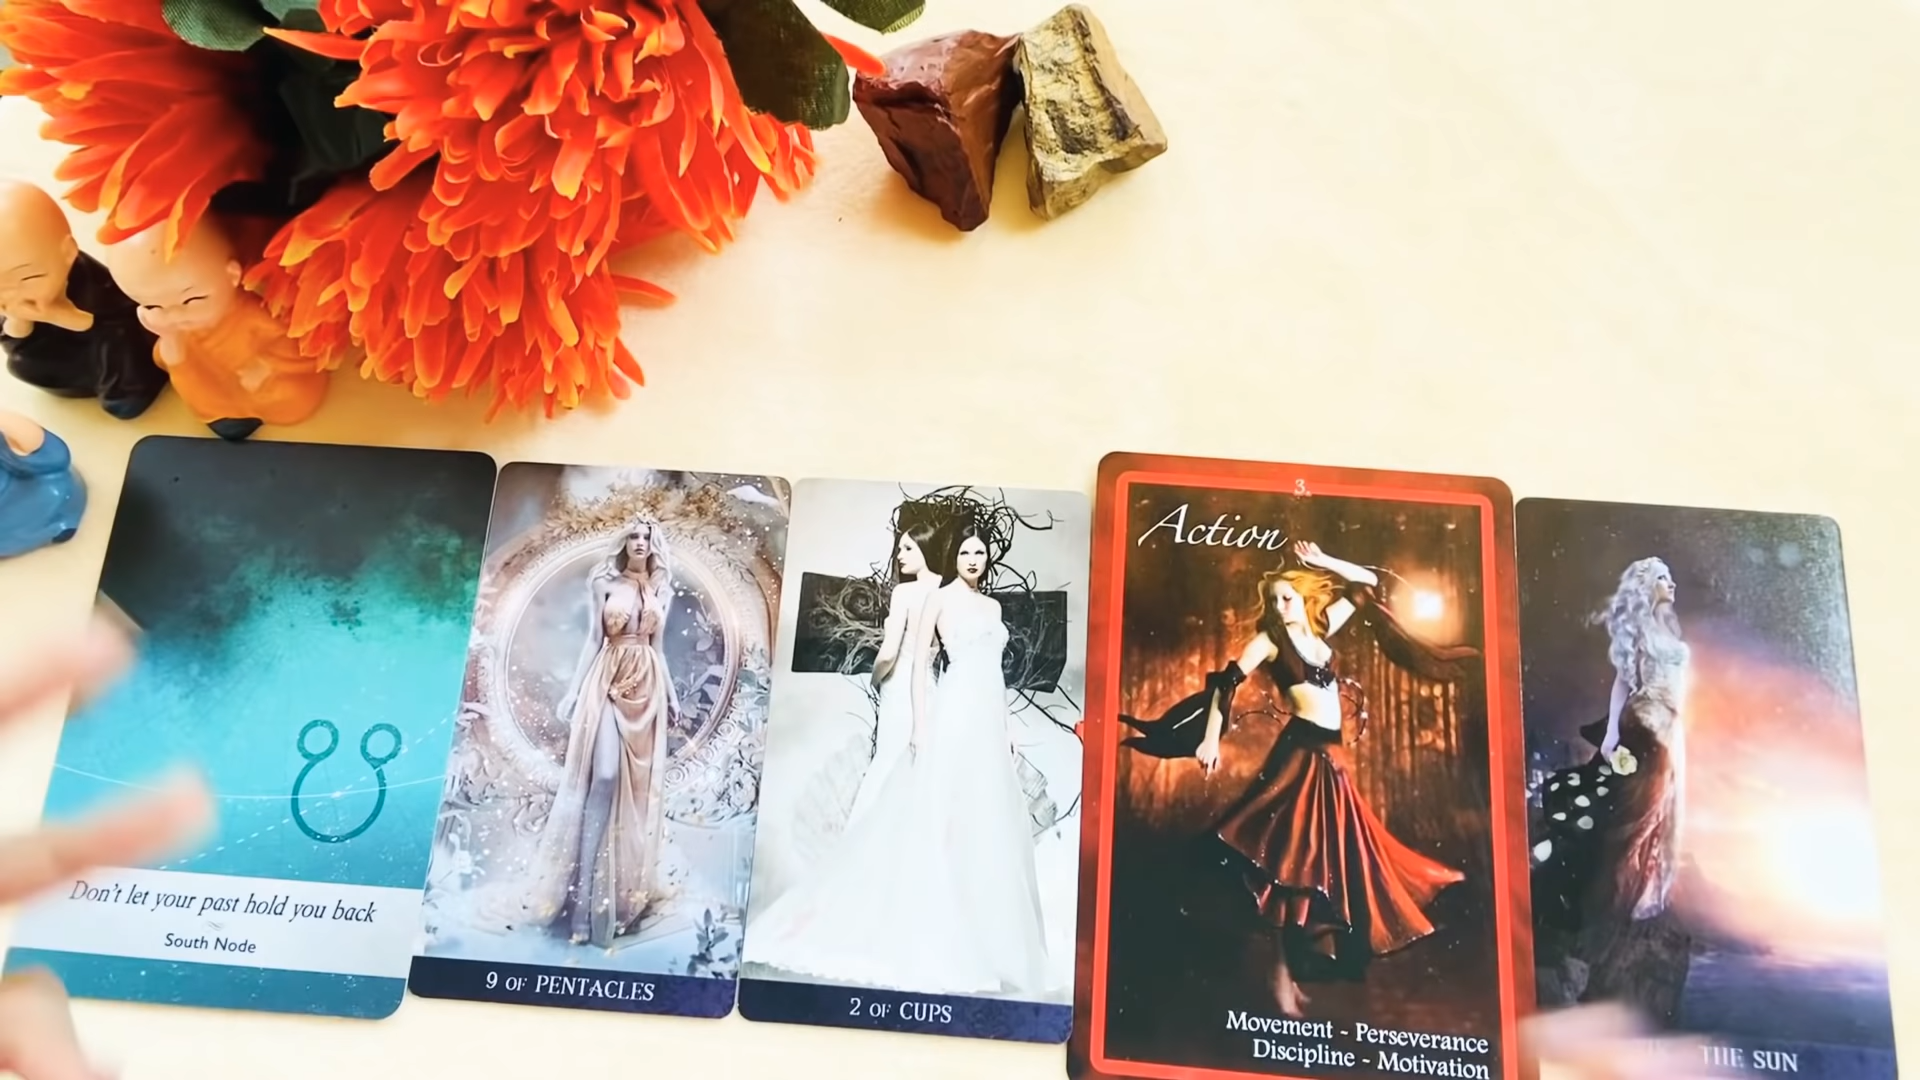 Don't let your past hold you back
South Node
9 OF PENTACLES
2 OF CUPS
3.
Action
Movement - Perseverance
Discipline - Motivation
THE SUN